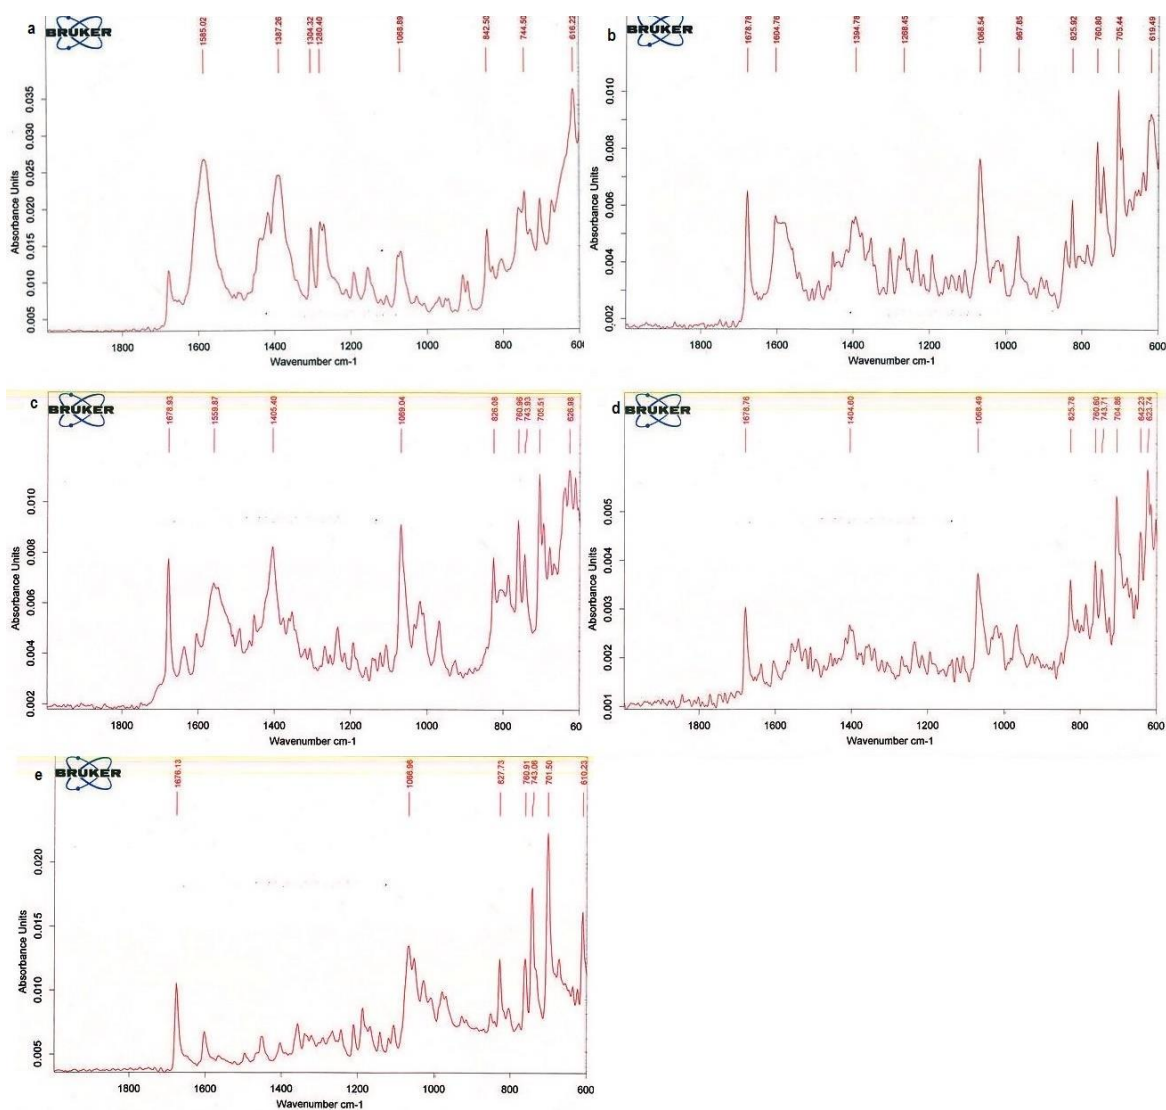 a
BRUKER
1585.02
1387.26
1304.32
1280.40
1068.89
842.50
744.50
616.22
Absorbance Units
0.005 0.010 0.015 0.020 0.025 0.030 0.035
1800 1600 1400 1200 1000 800 600
Wavenumber cm-1
b
BRUKER
1678.78
1604.76
1394.78
1268.45
1068.54
967.85
825.92
760.80
705.44
619.49
Absorbance Units
0.002 0.004 0.006 0.008 0.010
1800 1600 1400 1200 1000 800 600
Wavenumber cm-1
c
BRUKER
1678.93
1559.87
1405.40
1069.04
826.08
760.96
743.93
705.51
626.98
Absorbance Units
0.002 0.004 0.006 0.008 0.010
1800 1600 1400 1200 1000 800 600
Wavenumber cm-1
d
BRUKER
1678.76
1404.60
1068.49
825.78
760.60
743.71
704.86
642.23
623.74
Absorbance Units
0.001 0.002 0.003 0.004 0.005
1800 1600 1400 1200 1000 800 600
Wavenumber cm-1
e
BRUKER
1676.13
1068.96
827.73
760.91
743.06
701.50
610.23
Absorbance Units
0.005 0.010 0.015 0.020
1800 1600 1400 1200 1000 800 600
Wavenumber cm-1